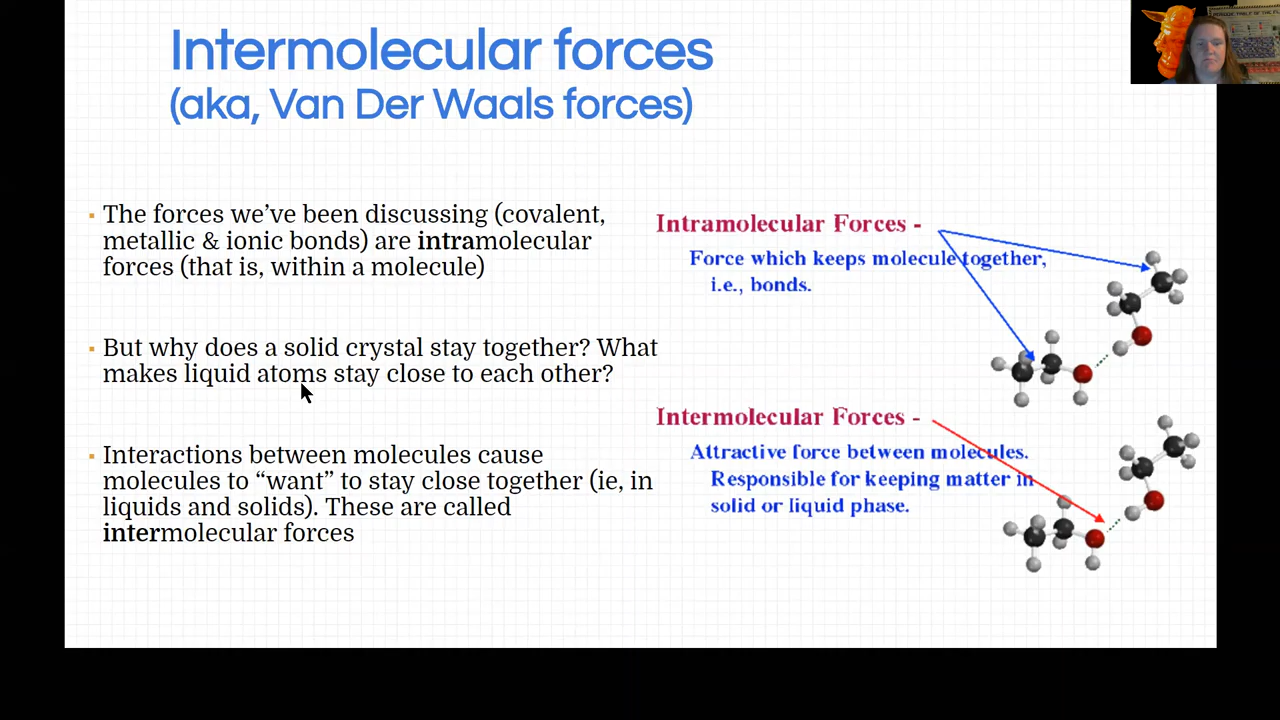 Intermolecular forces
(aka, Van Der Waals forces)
▪ The forces we’ve been discussing (covalent,
metallic & ionic bonds) are intramolecular
forces (that is, within a molecule)
▪ But why does a solid crystal stay together? What
makes liquid atoms stay close to each other?
▪ Interactions between molecules cause
molecules to “want” to stay close together (ie, in
liquids and solids). These are called
intermolecular forces
Intramolecular Forces -
Force which keeps molecule together,
i.e., bonds.
Intermolecular Forces -
Attractive force between molecules.
Responsible for keeping matter in
solid or liquid phase.